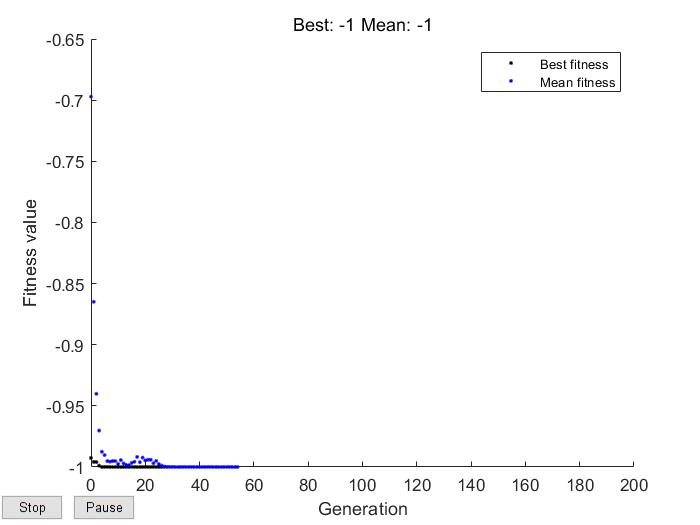 Best: -1 Mean: -1
Best fitness
Mean fitness
-0.65
-0.7
-0.75
-0.8
-0.85
-0.9
-0.95
-1
Fitness value
0 20 40 60 80 100 120 140 160 180 200
Generation
Stop Pause